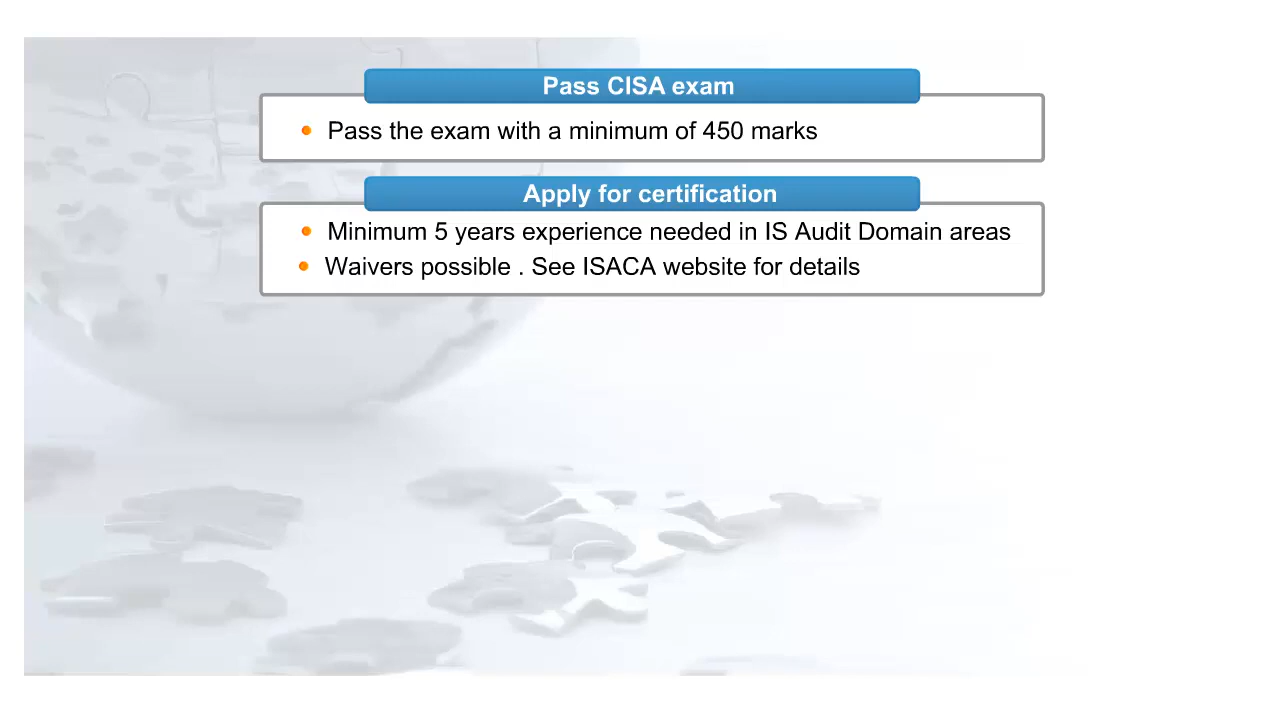 Pass CISA exam
Pass the exam with a minimum of 450 marks
Apply for certification
Minimum 5 years experience needed in IS Audit Domain areas
Waivers possible . See ISACA website for details